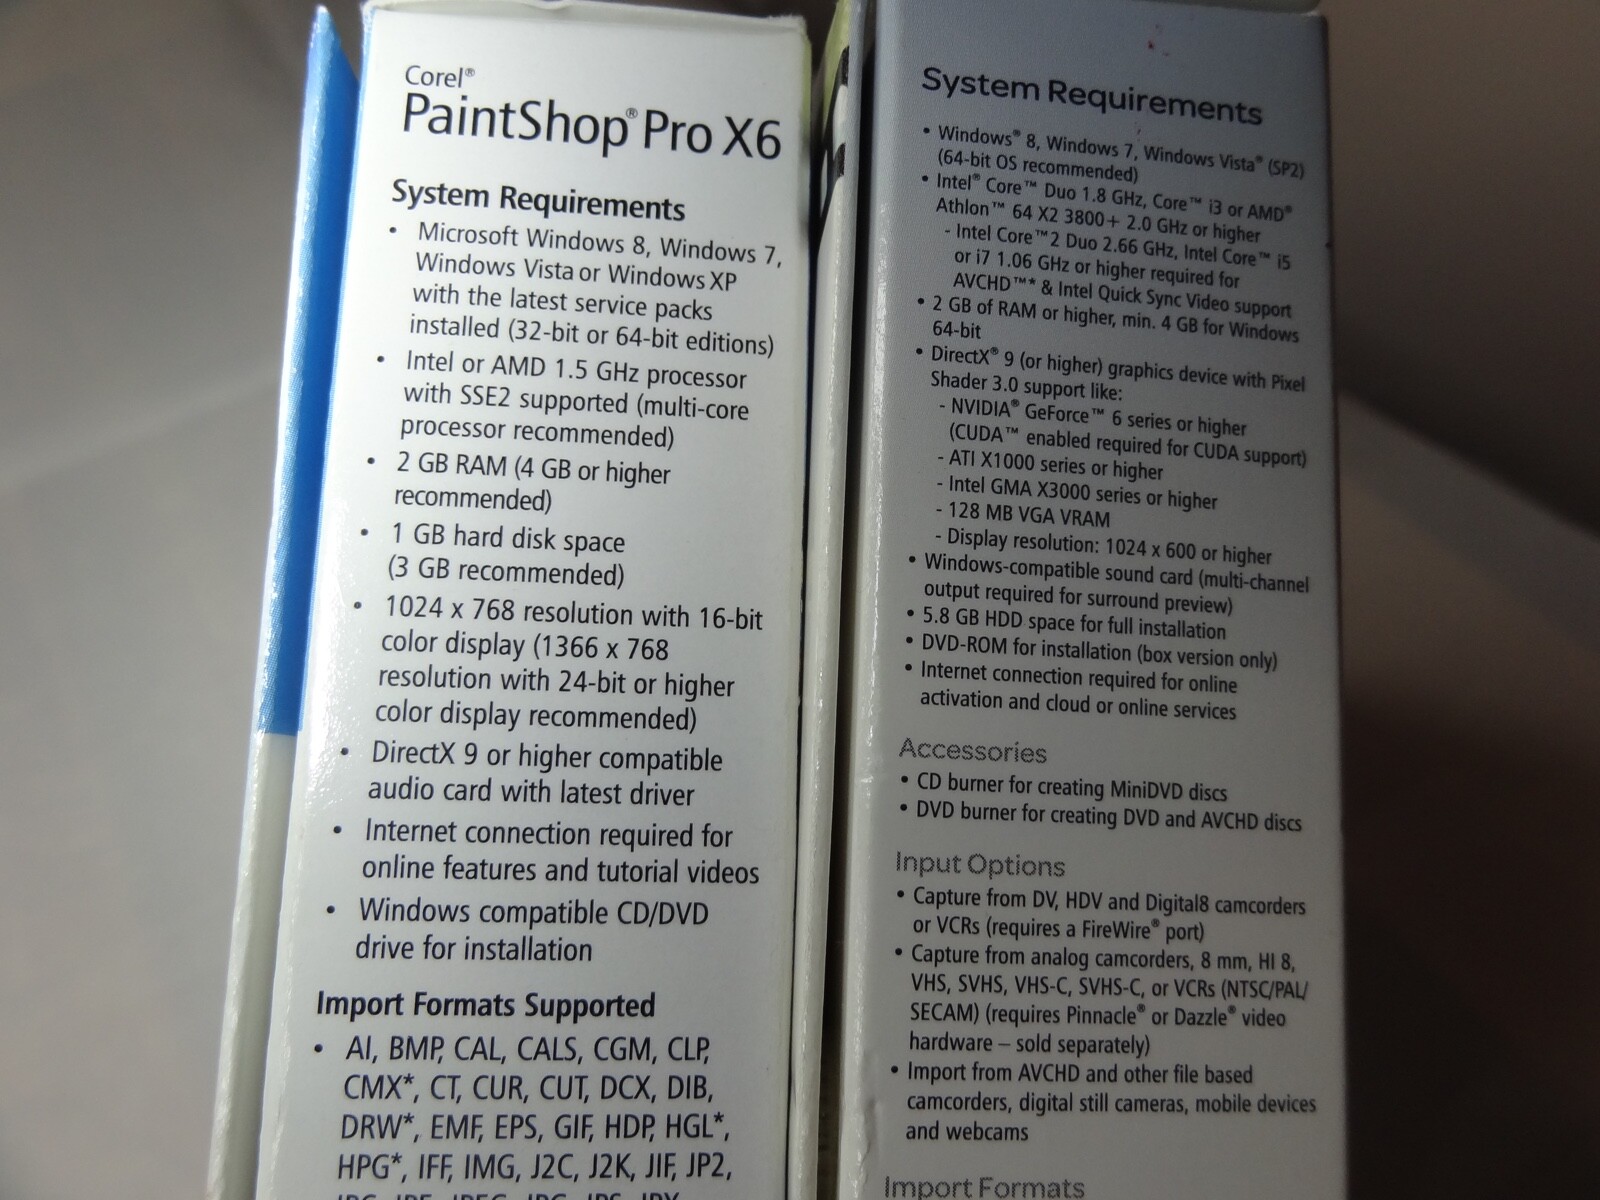 Corel®
PaintShop® Pro X6
System Requirements
• Microsoft Windows 8, Windows 7,
Windows Vista or Windows XP
with the latest service packs
installed (32-bit or 64-bit editions)
• Intel or AMD 1.5 GHz processor
with SSE2 supported (multi-core
processor recommended)
• 2 GB RAM (4 GB or higher
recommended)
• 1 GB hard disk space
(3 GB recommended)
• 1024 x 768 resolution with 16-bit
color display (1366 x 768
resolution with 24-bit or higher
color display recommended)
• DirectX 9 or higher compatible
audio card with latest driver
• Internet connection required for
online features and tutorial videos
• Windows compatible CD/DVD
drive for installation
Import Formats Supported
• AI, BMP, CAL, CALS, CGM, CLP,
CMX*, CT, CUR, CUT, DCX, DIB,
DRW*, EMF, EPS, GIF, HDP, HGL*,
HPG*, IFF, IMG, J2C, J2K, JIF, JP2,
System Requirements
• Windows® 8, Windows 7, Windows Vista® (SP2)
(64-bit OS recommended)
• Intel® Core™ Duo 1.8 GHz, Core™ i3 or AMD®
Athlon™ 64 X2 3800+ 2.0 GHz or higher
- Intel Core™2 Duo 2.66 GHz, Intel Core™ i5
or i7 1.06 GHz or higher required for
AVCHD™* & Intel Quick Sync Video support
• 2 GB of RAM or higher, min. 4 GB for Windows
64-bit
• DirectX® 9 (or higher) graphics device with Pixel
Shader 3.0 support like:
- NVIDIA® GeForce™ 6 series or higher
(CUDA™ enabled required for CUDA support)
- ATI X1000 series or higher
- Intel GMA X3000 series or higher
- 128 MB VGA VRAM
- Display resolution: 1024 x 600 or higher
• Windows-compatible sound card (multi-channel
output required for surround preview)
• 5.8 GB HDD space for full installation
• DVD-ROM for installation (box version only)
• Internet connection required for online
activation and cloud or online services
Accessories
• CD burner for creating MiniDVD discs
• DVD burner for creating DVD and AVCHD discs
Input Options
• Capture from DV, HDV and Digital8 camcorders
or VCRs (requires a FireWire® port)
• Capture from analog camcorders, 8 mm, HI 8,
VHS, SVHS, VHS-C, SVHS-C, or VCRs (NTSC/PAL/
SECAM) (requires Pinnacle® or Dazzle® video
hardware – sold separately)
• Import from AVCHD and other file based
camcorders, digital still cameras, mobile devices
and webcams
Import Formats